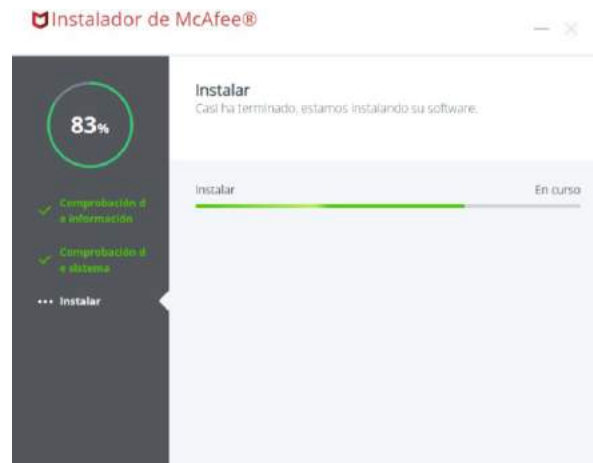 Instalador de McAfee®
83%
Comprobación d
e información
Comprobación d
e sistema
Instalar
Instalar
Casi ha terminado, estamos instalando su software.
Instalar
En curso